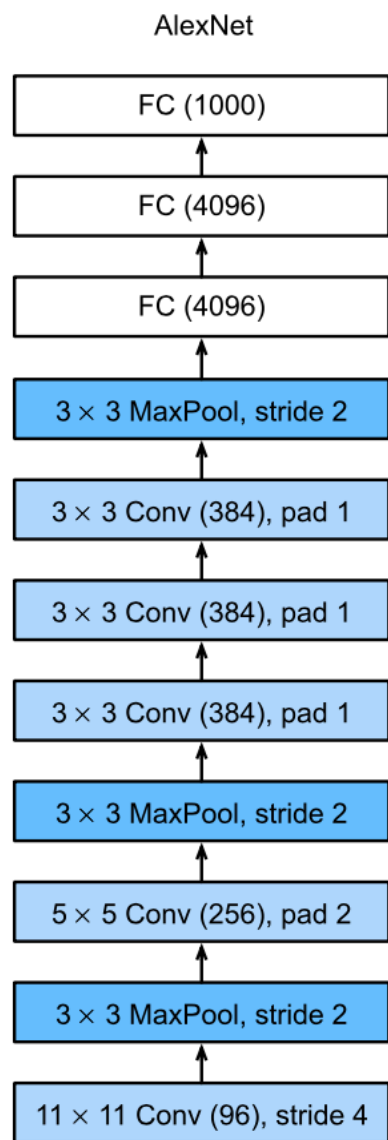 AlexNet
FC (1000)
FC (4096)
FC (4096)
3 × 3 MaxPool, stride 2
3 × 3 Conv (384), pad 1
3 × 3 Conv (384), pad 1
3 × 3 Conv (384), pad 1
3 × 3 MaxPool, stride 2
5 × 5 Conv (256), pad 2
3 × 3 MaxPool, stride 2
11 × 11 Conv (96), stride 4